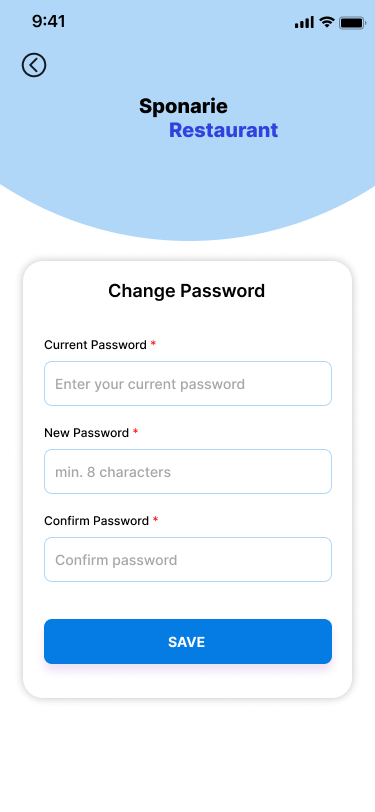 9:41
Sponarie
Restaurant
Change Password
Current Password *
Enter your current password
New Password *
min. 8 characters
Confirm Password *
Confirm password
SAVE